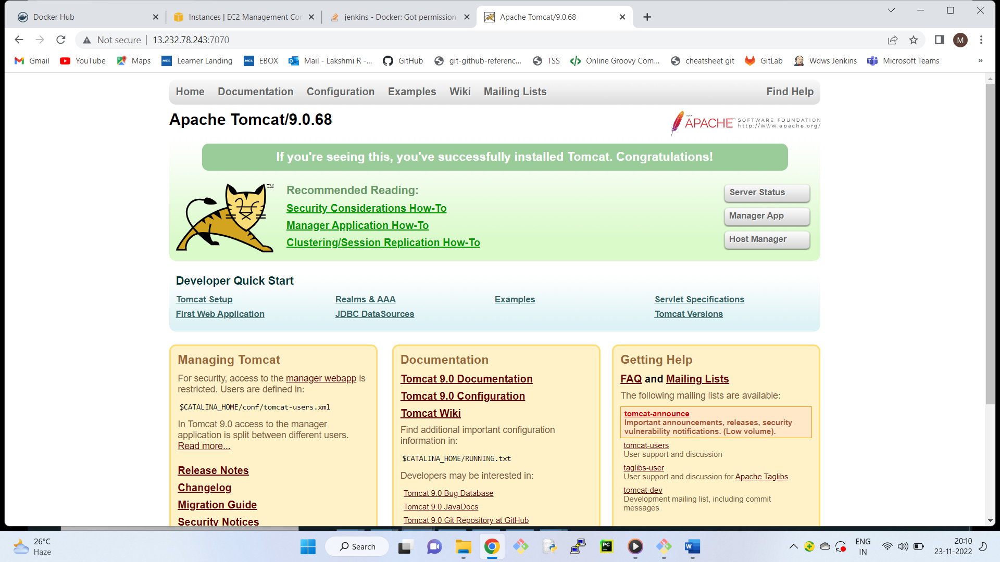 Docker Hub
Instances | EC2 Management Con
jenkins - Docker: Got permission
Apache Tomcat/9.0.68
Not secure
13.232.78.243:7070
M
Gmail
YouTube
Maps
HCL Learner Landing
HCL EBOX
Mail - Lakshmi R -...
GitHub
git-github-referenc...
TSS
Online Groovy Com...
cheatsheet git
GitLab
Wdws Jenkins
Microsoft Teams
»
Home
Documentation
Configuration
Examples
Wiki
Mailing Lists
Find Help
Apache Tomcat/9.0.68
THE
APACHE
SOFTWARE FOUNDATION
http://www.apache.org/
If you're seeing this, you've successfully installed Tomcat. Congratulations!
TM
Recommended Reading:
Security Considerations How-To
Manager Application How-To
Clustering/Session Replication How-To
Server Status
Manager App
Host Manager
Developer Quick Start
Tomcat Setup
First Web Application
Realms & AAA
JDBC DataSources
Examples
Servlet Specifications
Tomcat Versions
Managing Tomcat
For security, access to the manager webapp is
restricted. Users are defined in:
$CATALINA_HOME/conf/tomcat-users.xml
In Tomcat 9.0 access to the manager
application is split between different users.
Read more...
Release Notes
Changelog
Migration Guide
Security Notices
Documentation
Tomcat 9.0 Documentation
Tomcat 9.0 Configuration
Tomcat Wiki
Find additional important configuration
information in:
$CATALINA_HOME/RUNNING.txt
Developers may be interested in:
Tomcat 9.0 Bug Database
Tomcat 9.0 JavaDocs
Tomcat 9.0 Git Repository at GitHub
Getting Help
FAQ and Mailing Lists
The following mailing lists are available:
tomcat-announce
Important announcements, releases, security
vulnerability notifications. (Low volume).
tomcat-users
User support and discussion
taglibs-user
User support and discussion for Apache Taglibs
tomcat-dev
Development mailing list, including commit
messages
26°C
Haze
Search
PC
W
ENG
IN
20:10
23-11-2022